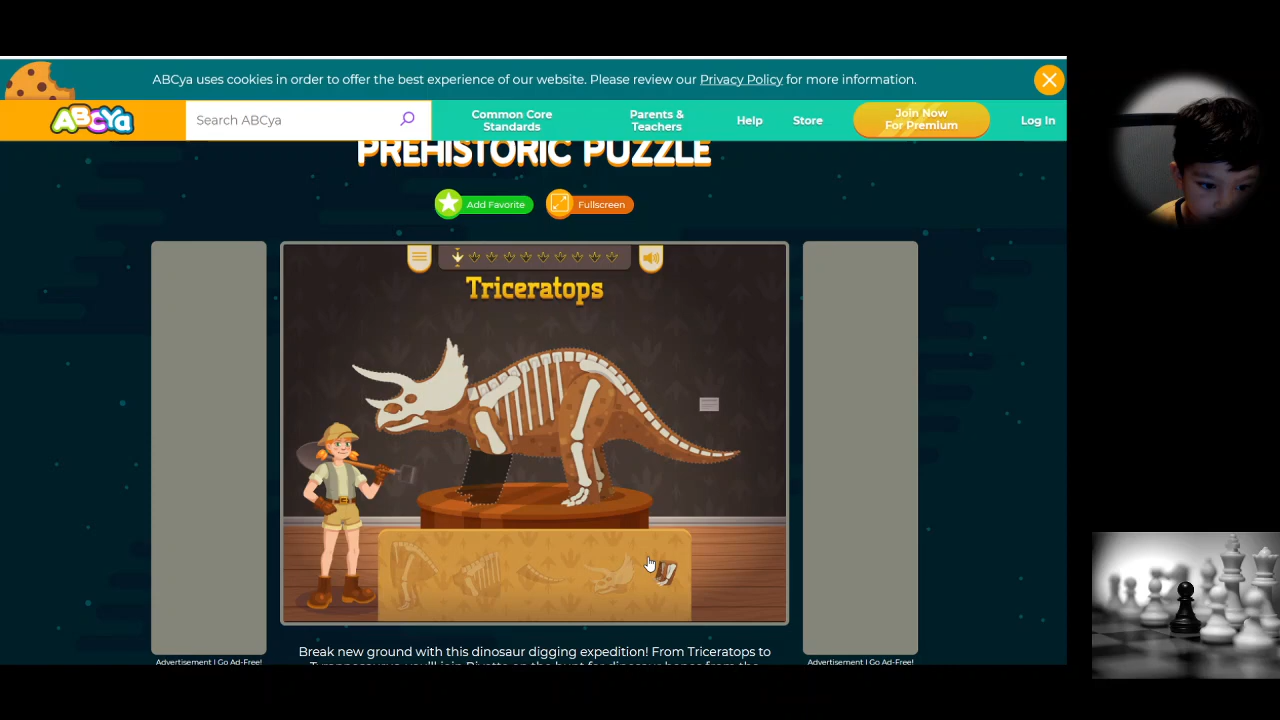 ABCya uses cookies in order to offer the best experience of our website. Please review our Privacy Policy for more information.
ABCYa
Search ABCya
Common Core
Standards
Parents &
Teachers
Help
Store
Join Now
For Premium
Log In
PREHISTORIC PUZZLE
Add Favorite
Fullscreen
Triceratops
Break new ground with this dinosaur digging expedition! From Triceratops to
Advertisement | Go Ad-Free!
Advertisement | Go Ad-Free!